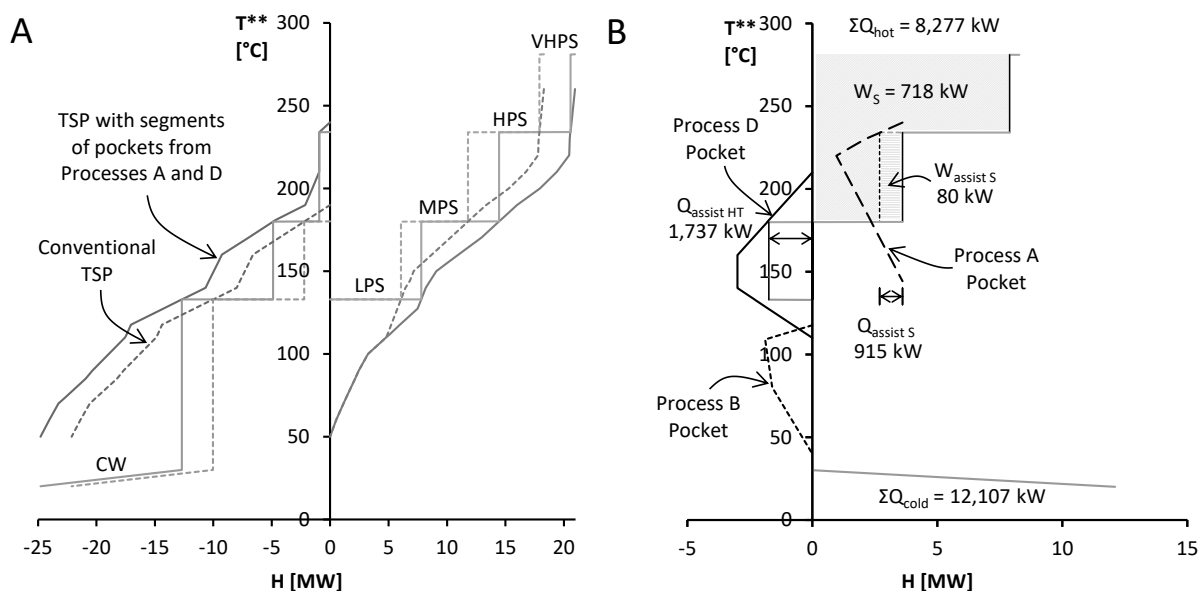 A
T**
[°C]
300
250
200
150
100
50
0
VHPS
HPS
MPS
LPS
CW
TSP with segments
of pockets from
Processes A and D
Conventional
TSP
-25 -20 -15 -10 -5 0 5 10 15 20
H [MW]
B
T**
[°C]
ΣQhot = 8,277 kW
300
250
200
150
100
50
0
WS = 718 kW
Process D
Pocket
Wassist S
80 kW
Qassist HT
1,737 kW
Process A
Pocket
Qassist S
915 kW
Process B
Pocket
ΣQcold = 12,107 kW
-5 0 5 10 15
H [MW]